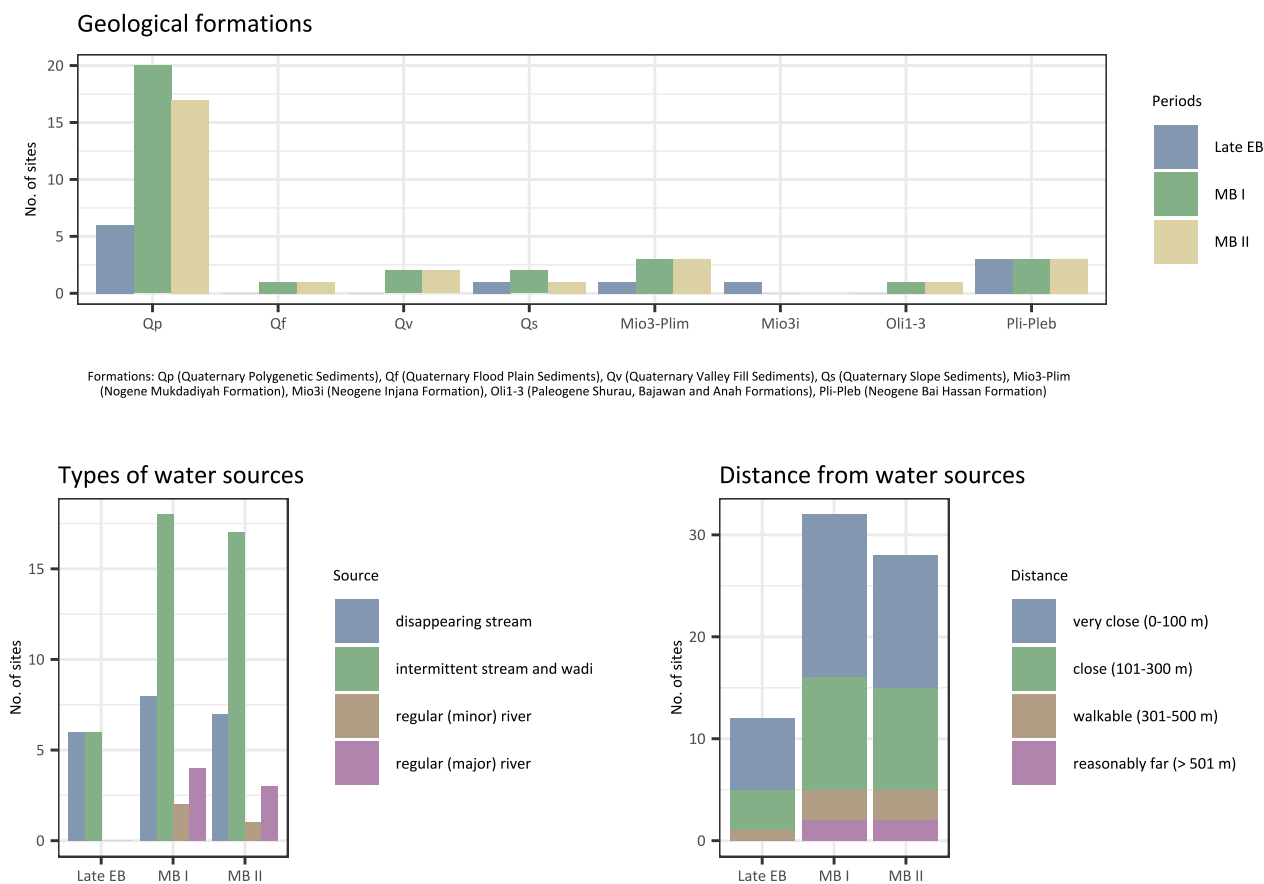 Geological formations
No. of sites
20
15
10
5
0
Qp Qf Qv Qs Mio3-Plim Mio3i Oli1-3 Pli-Pleb
Periods
Late EB
MB I
MB II
Formations: Qp (Quaternary Polygenetic Sediments), Qf (Quaternary Flood Plain Sediments), Qv (Quaternary Valley Fill Sediments), Qs (Quaternary Slope Sediments), Mio3-Plim
(Nogene Mukdadiyah Formation), Mio3i (Neogene Injana Formation), Oli1-3 (Paleogene Shurau, Bajawan and Anah Formations), Pli-Pleb (Neogene Bai Hassan Formation)
Types of water sources
No. of sites
15
10
5
0
Late EB MB I MB II
Source
disappearing stream
intermittent stream and wadi
regular (minor) river
regular (major) river
Distance from water sources
No. of sites
30
20
10
0
Late EB MB I MB II
Distance
very close (0-100 m)
close (101-300 m)
walkable (301-500 m)
reasonably far (> 501 m)